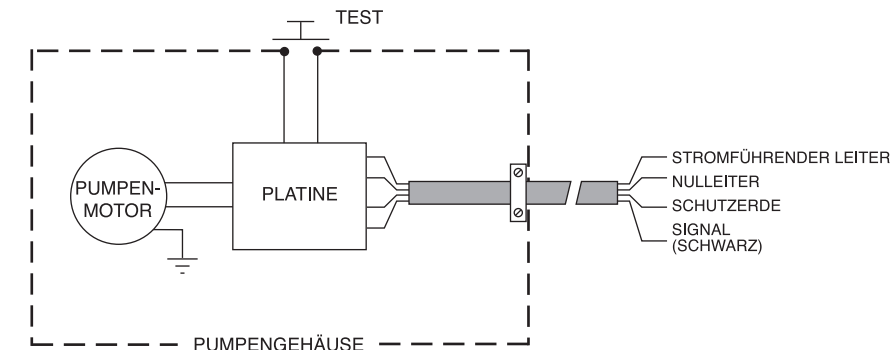 TEST
PUMPEN-
MOTOR
PLATINE
STROMFÜHRENDER LEITER
NULLEITER
SCHUTZERDE
SIGNAL
(SCHWARZ)
PUMPENGEHÄUSE